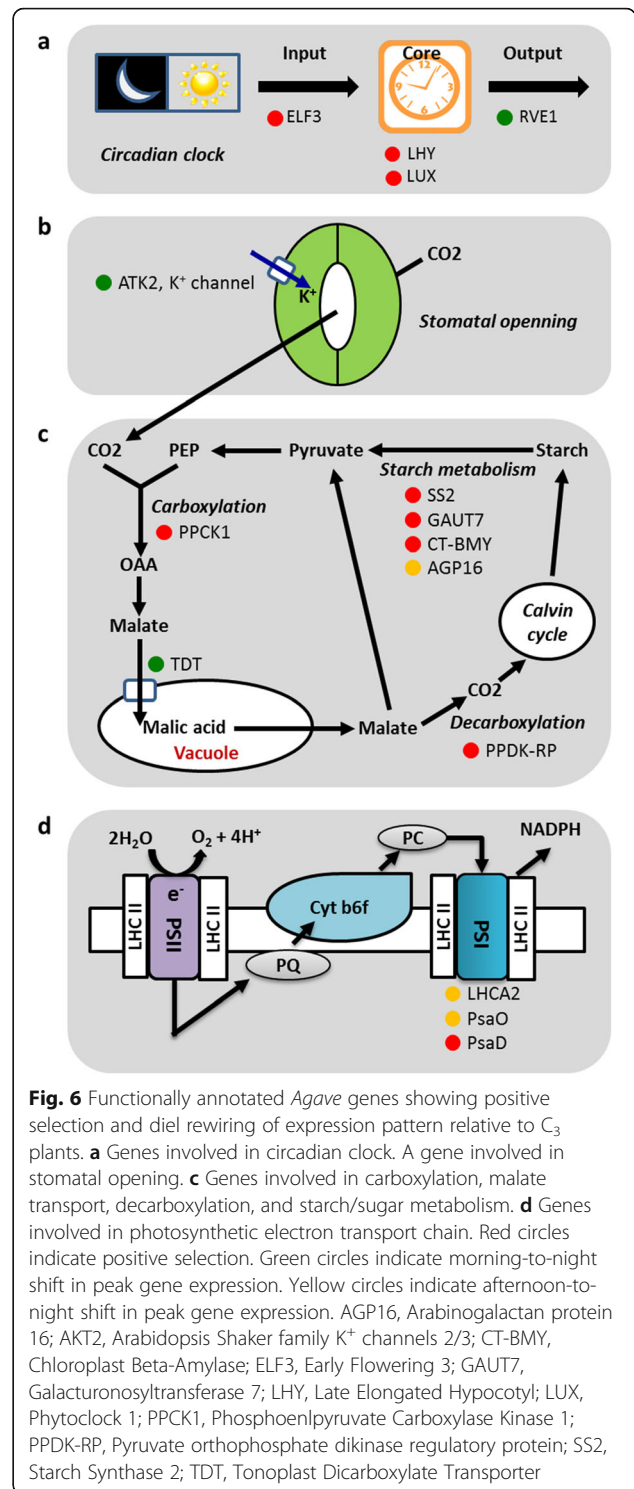 a
Input
Core
Output
12
9
3
6
ELF3
RVE1
Circadian clock
LHY
LUX
b
CO2
ATK2, K⁺ channel
K⁺
Stomatal openning
c
CO2
PEP
Pyruvate
Starch
Starch metabolism
Carboxylation
SS2
PPCK1
GAUT7
CT-BMY
OAA
AGP16
Malate
Calvin
cycle
TDT
CO2
Malic acid
Malate
Decarboxylation
Vacuole
PPDK-RP
d
2H₂O
O₂ + 4H⁺
PC
NADPH
LHC II
e⁻
PSII
LHC II
Cyt b6f
LHC II
PSI
LHC II
PQ
LHCA2
PsaO
PsaD
Fig. 6 Functionally annotated Agave genes showing positive
selection and diel rewiring of expression pattern relative to C₃
plants. a Genes involved in circadian clock. A gene involved in
stomatal opening. c Genes involved in carboxylation, malate
transport, decarboxylation, and starch/sugar metabolism. d Genes
involved in photosynthetic electron transport chain. Red circles
indicate positive selection. Green circles indicate morning-to-night
shift in peak gene expression. Yellow circles indicate afternoon-to-
night shift in peak gene expression. AGP16, Arabinogalactan protein
16; AKT2, Arabidopsis Shaker family K⁺ channels 2/3; CT-BMY,
Chloroplast Beta-Amylase; ELF3, Early Flowering 3; GAUT7,
Galacturonosyltransferase 7; LHY, Late Elongated Hypocotyl; LUX,
Phytoclock 1; PPCK1, Phosphoenlpyruvate Carboxylase Kinase 1;
PPDK-RP, Pyruvate orthophosphate dikinase regulatory protein; SS2,
Starch Synthase 2; TDT, Tonoplast Dicarboxylate Transporter